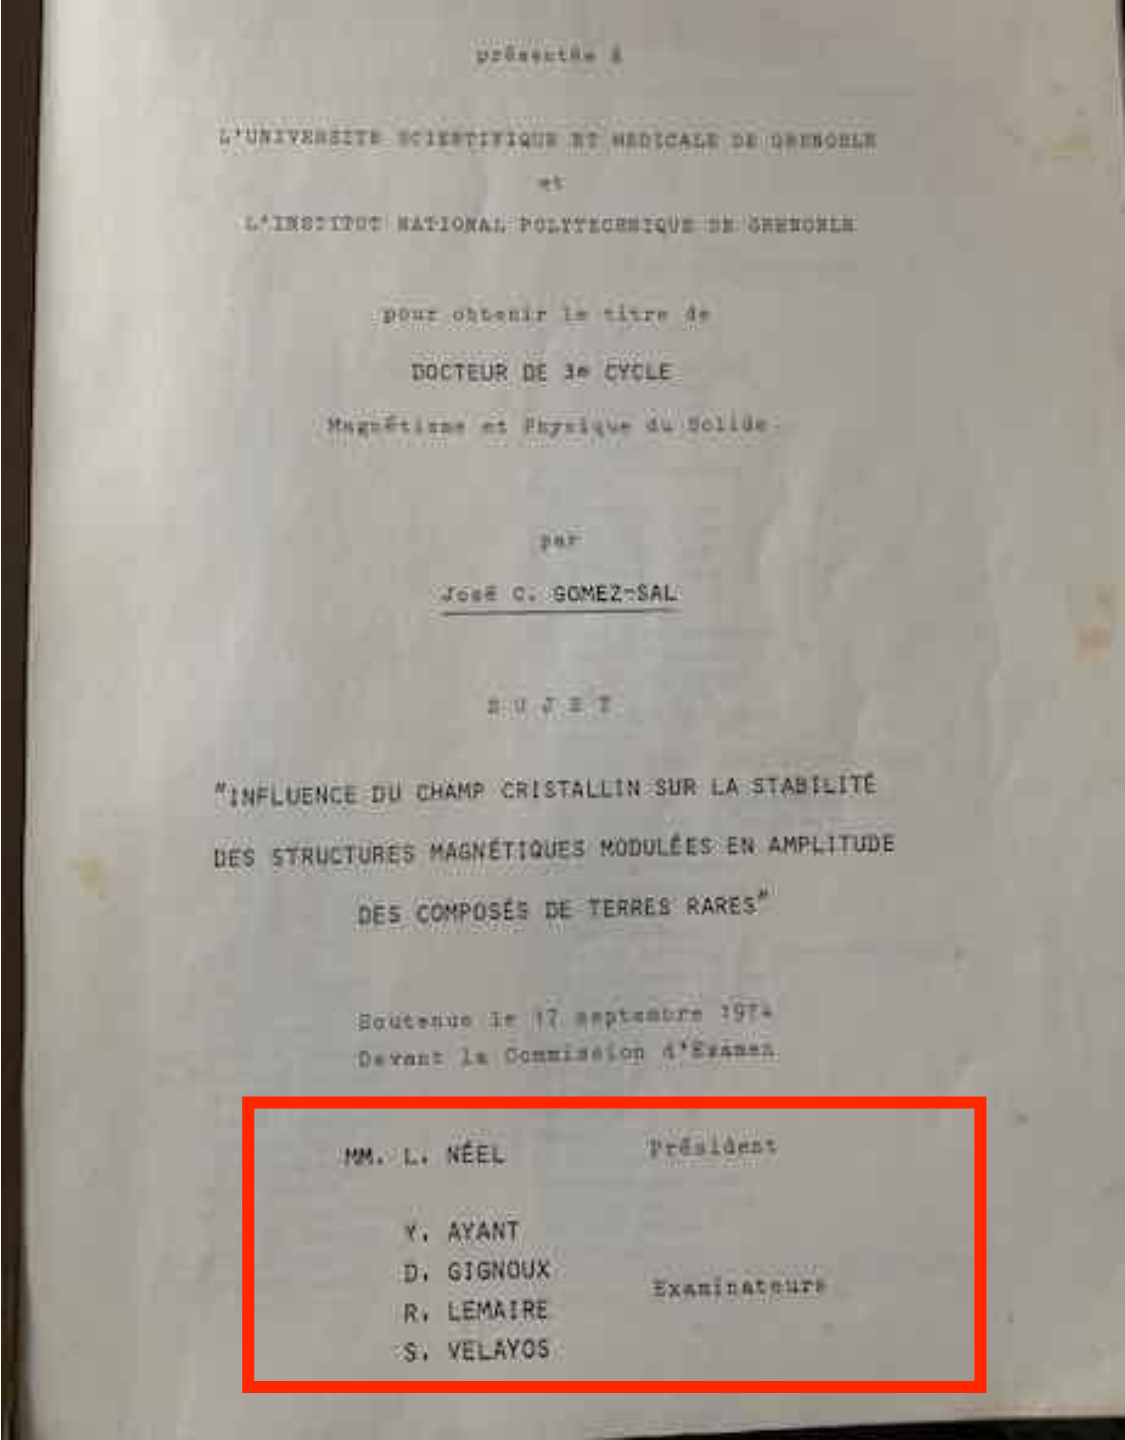 présentée à
L'UNIVERSITE SCIENTIFIQUE ET MEDICALE DE GRENOBLE
et
L'INSTITUT NATIONAL POLYTECHNIQUE DE GRENOBLE
pour obtenir le titre de
DOCTEUR DE 3e CYCLE
Magnétisme et Physique du Solide
par
José C. GOMEZ-SAL
S U J E T
"INFLUENCE DU CHAMP CRISTALLIN SUR LA STABILITÉ
DES STRUCTURES MAGNÉTIQUES MODULÉES EN AMPLITUDE
DES COMPOSÉS DE TERRES RARES"
Soutenue le 17 septembre 1974
Devant la Commission d'Examen
MM. L. NÉEL Président
Y. AYANT
D. GIGNOUX
Examinateurs
R. LEMAIRE
S. VELAYOS